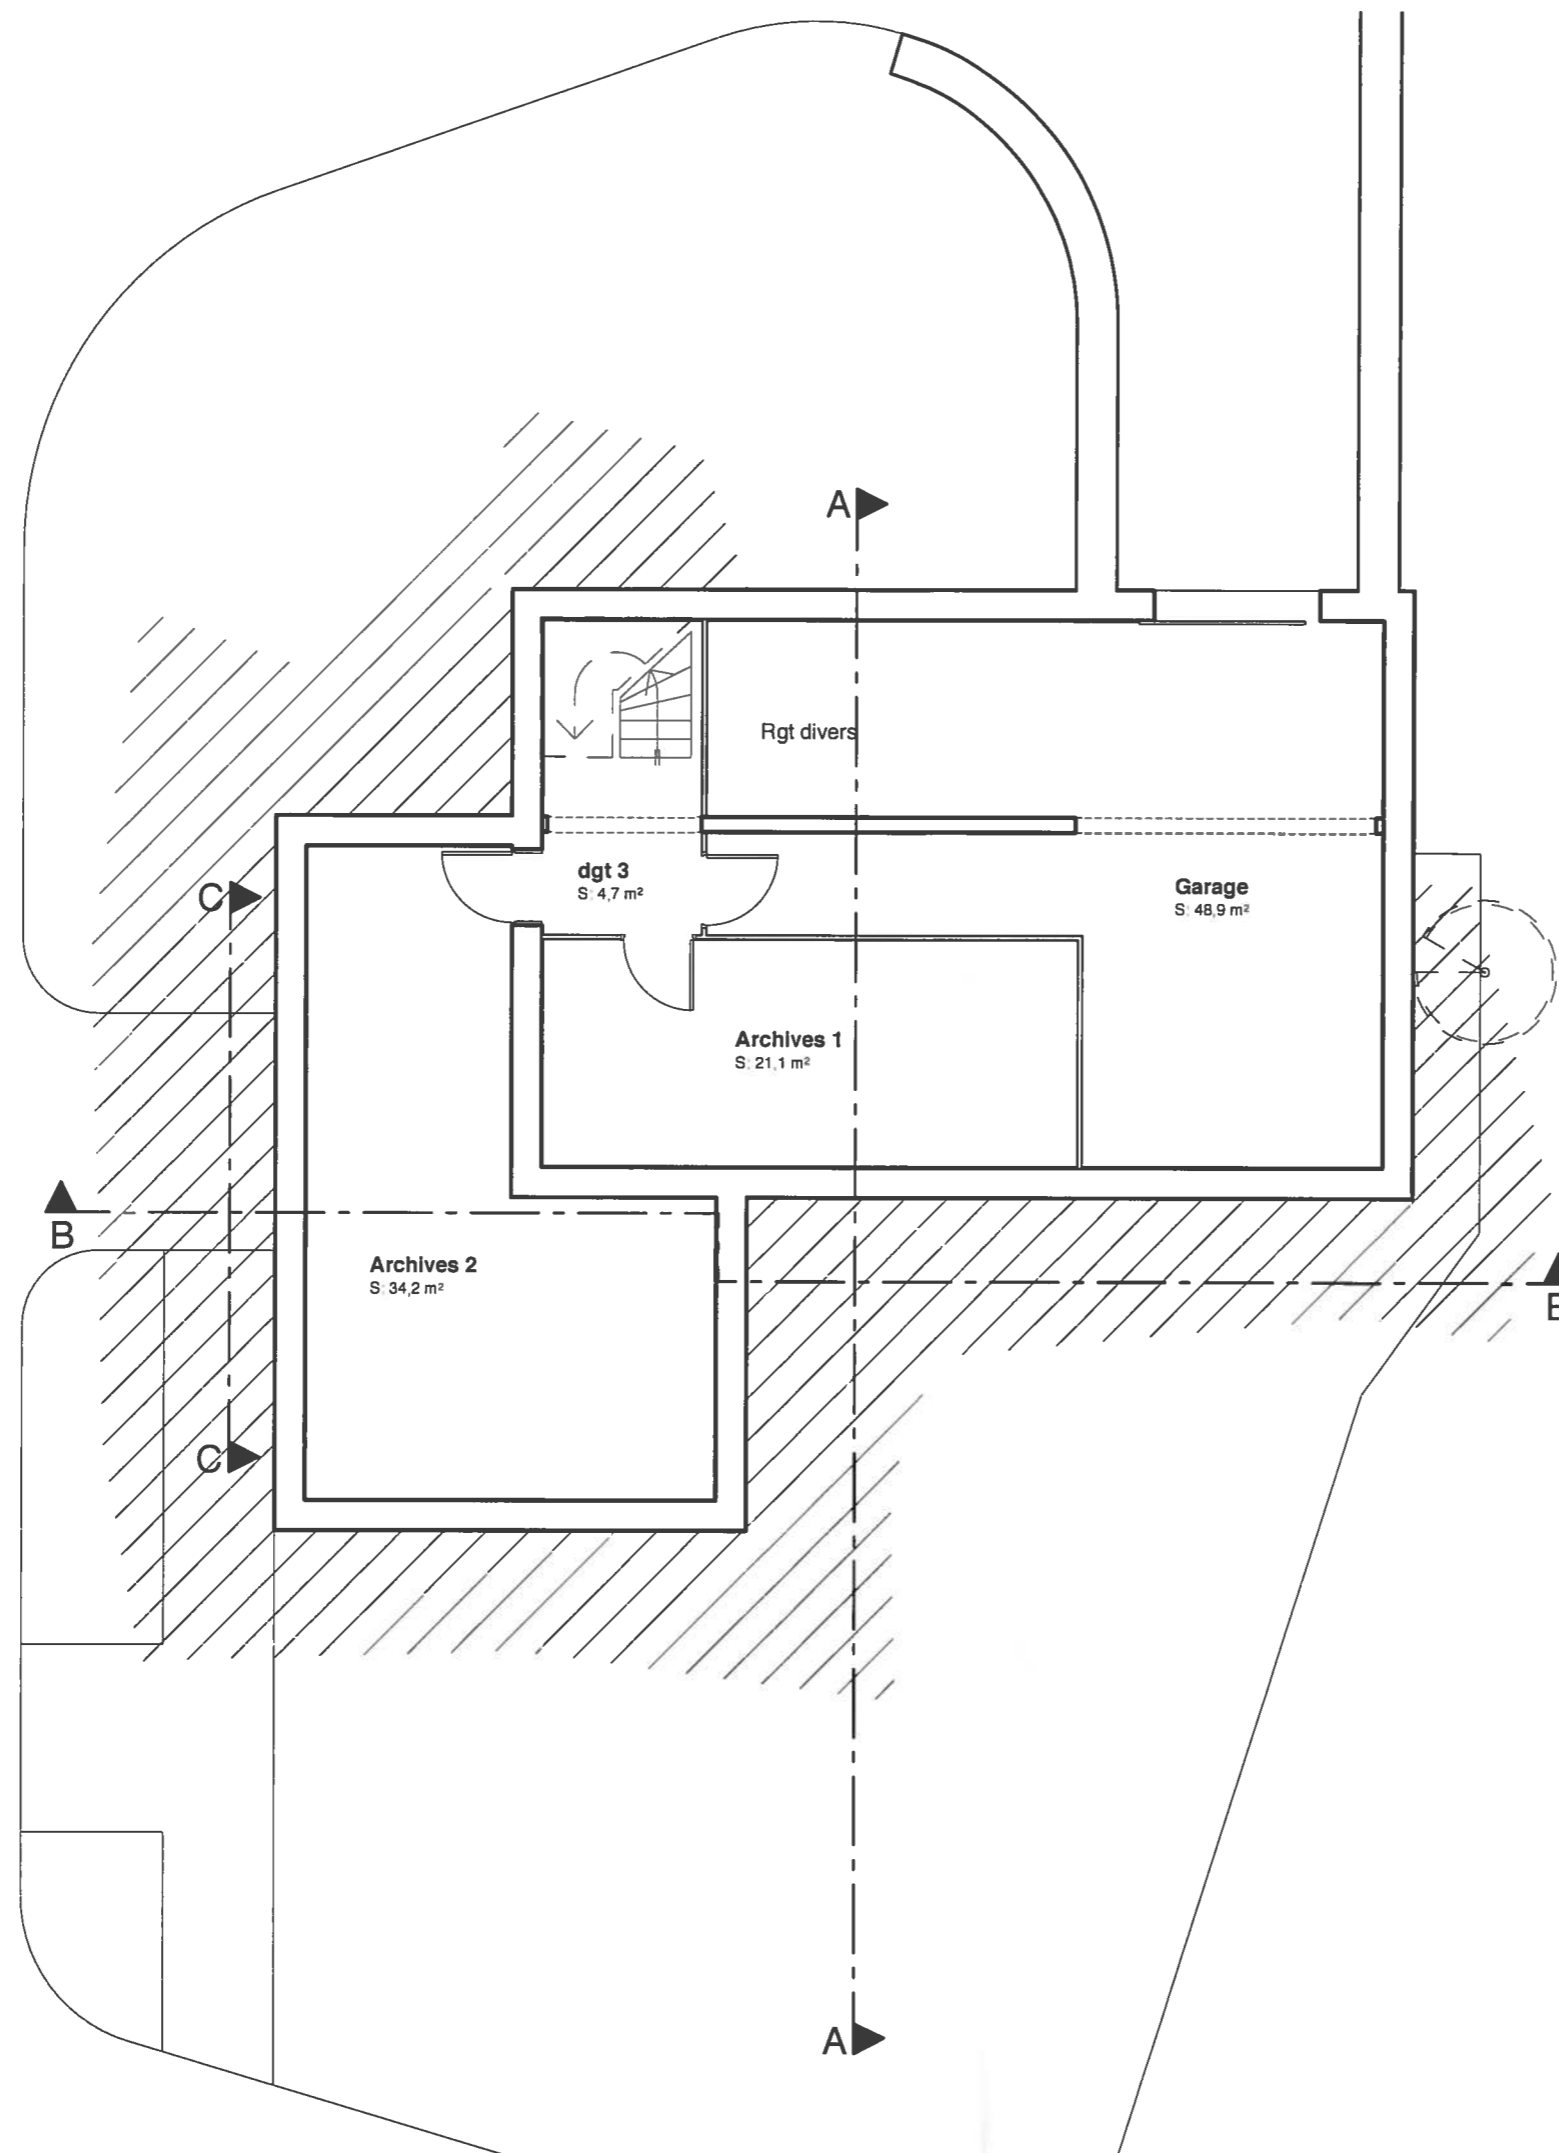 A
Rgt divers
dgt 3
S: 4,7 m²
Garage
S: 48,9 m²
C
Archives 1
S: 21,1 m²
B
Archives 2
S: 34,2 m²
C
A